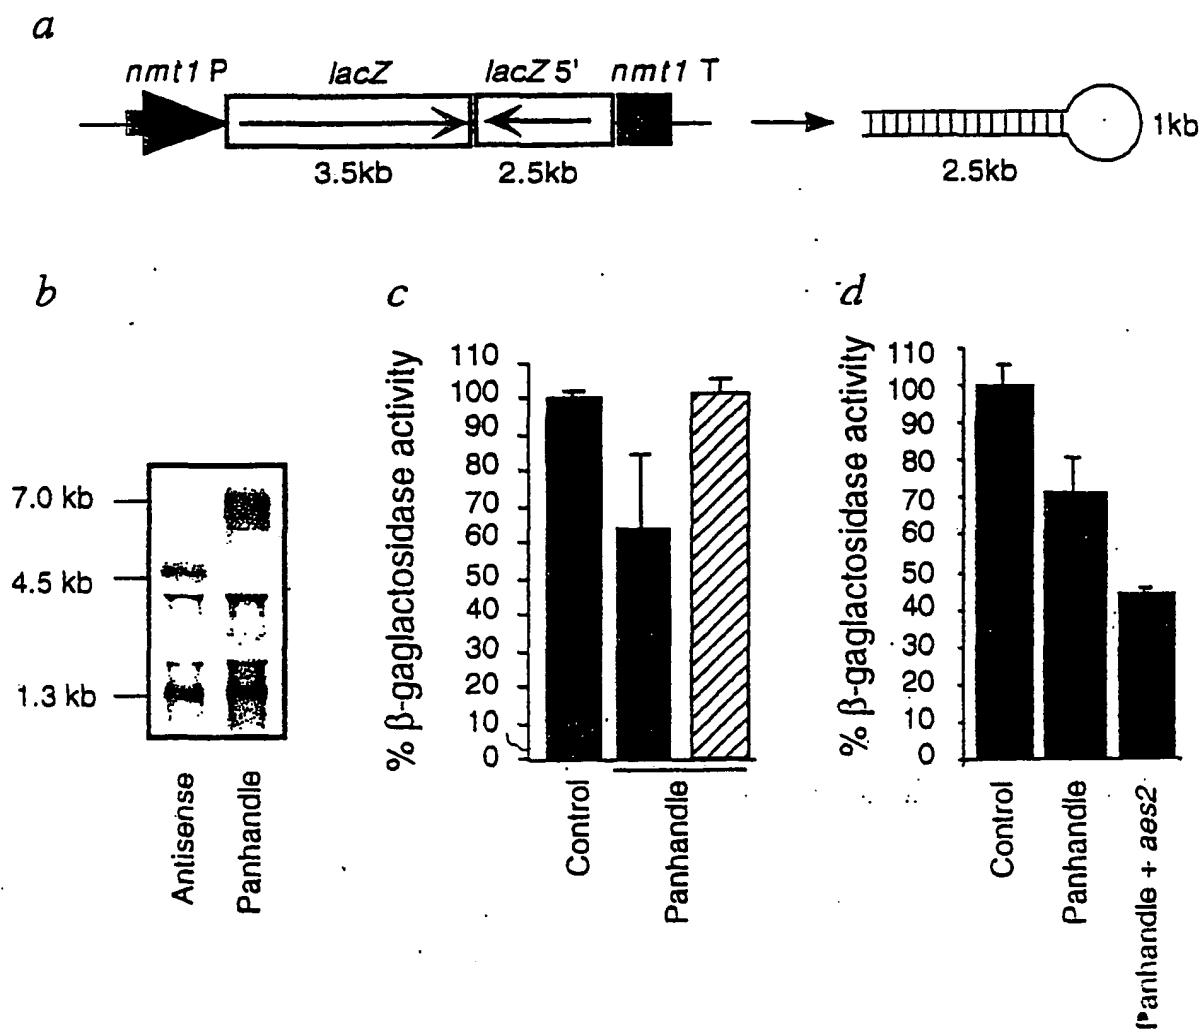 a
nmt1 P lacZ lacZ 5' nmt1 T
3.5kb 2.5kb
2.5kb
1kb
b
7.0 kb
4.5 kb
1.3 kb
Antisense
Panhandle
c
% β-gaglactosidase activity
110
100
90
80
70
60
50
40
30
20
10
0
Control
Panhandle
d
% β-gaglactosidase activity
110
100
90
80
70
60
50
40
30
20
10
0
Control
Panhandle
Panhandle + aes2